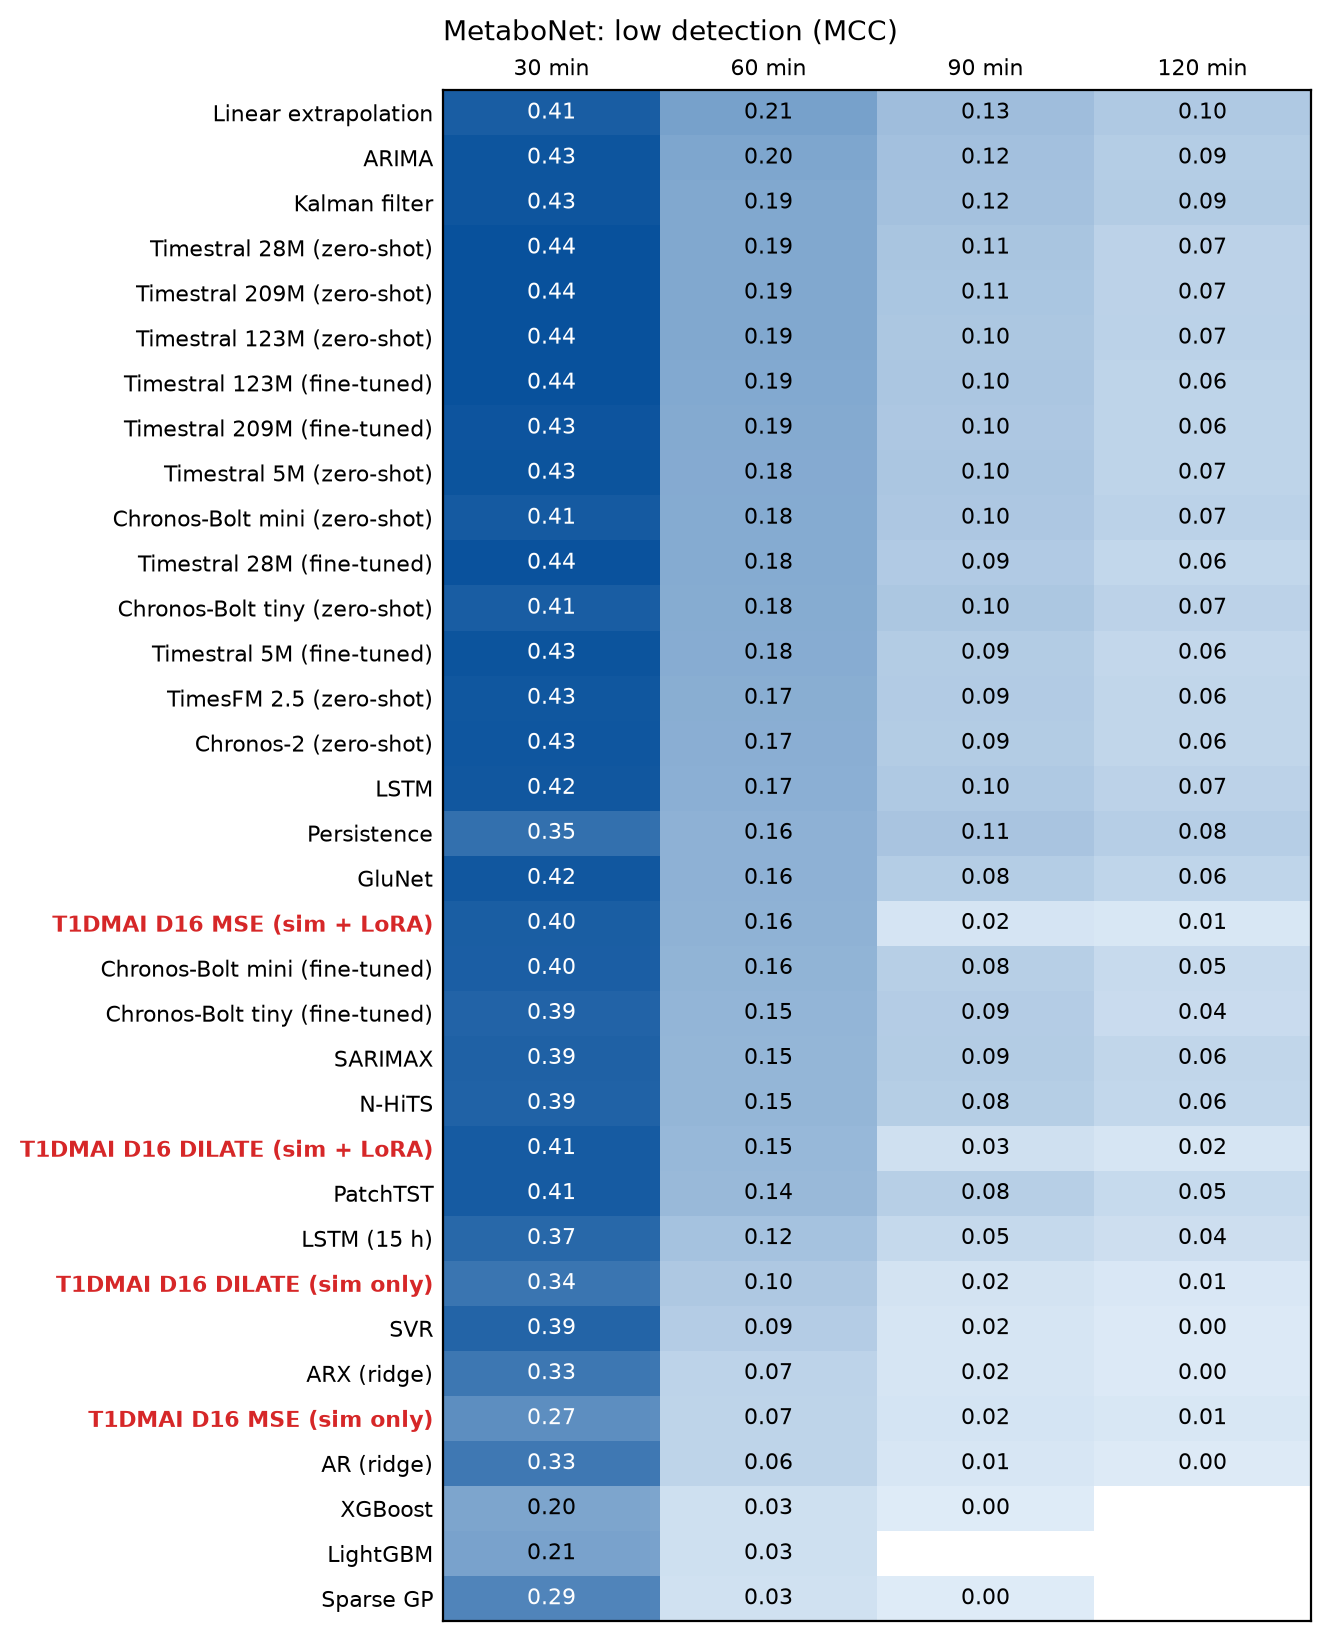 MetaboNet: low detection (MCC)
30 min 60 min 90 min 120 min
Linear extrapolation 0.41 0.21 0.13 0.10
ARIMA 0.43 0.20 0.12 0.09
Kalman filter 0.43 0.19 0.12 0.09
Timestral 28M (zero-shot) 0.44 0.19 0.11 0.07
Timestral 209M (zero-shot) 0.44 0.19 0.11 0.07
Timestral 123M (zero-shot) 0.44 0.19 0.10 0.07
Timestral 123M (fine-tuned) 0.44 0.19 0.10 0.06
Timestral 209M (fine-tuned) 0.43 0.19 0.10 0.06
Timestral 5M (zero-shot) 0.43 0.18 0.10 0.07
Chronos-Bolt mini (zero-shot) 0.41 0.18 0.10 0.07
Timestral 28M (fine-tuned) 0.44 0.18 0.09 0.06
Chronos-Bolt tiny (zero-shot) 0.41 0.18 0.10 0.07
Timestral 5M (fine-tuned) 0.43 0.18 0.09 0.06
TimesFM 2.5 (zero-shot) 0.43 0.17 0.09 0.06
Chronos-2 (zero-shot) 0.43 0.17 0.09 0.06
LSTM 0.42 0.17 0.10 0.07
Persistence 0.35 0.16 0.11 0.08
GluNet 0.42 0.16 0.08 0.06
T1DMAI D16 MSE (sim + LoRA) 0.40 0.16 0.02 0.01
Chronos-Bolt mini (fine-tuned) 0.40 0.16 0.08 0.05
Chronos-Bolt tiny (fine-tuned) 0.39 0.15 0.09 0.04
SARIMAX 0.39 0.15 0.09 0.06
N-HiTS 0.39 0.15 0.08 0.06
T1DMAI D16 DILATE (sim + LoRA) 0.41 0.15 0.03 0.02
PatchTST 0.41 0.14 0.08 0.05
LSTM (15 h) 0.37 0.12 0.05 0.04
T1DMAI D16 DILATE (sim only) 0.34 0.10 0.02 0.01
SVR 0.39 0.09 0.02 0.00
ARX (ridge) 0.33 0.07 0.02 0.00
T1DMAI D16 MSE (sim only) 0.27 0.07 0.02 0.01
AR (ridge) 0.33 0.06 0.01 0.00
XGBoost 0.20 0.03 0.00
LightGBM 0.21 0.03
Sparse GP 0.29 0.03 0.00